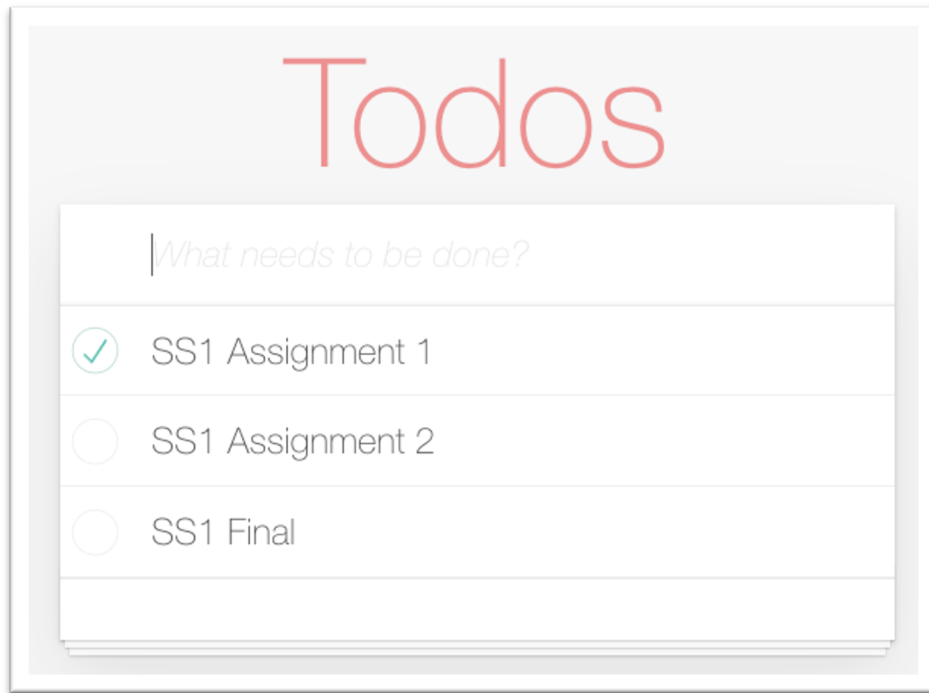 Todos
What needs to be done?
SS1 Assignment 1
SS1 Assignment 2
SS1 Final